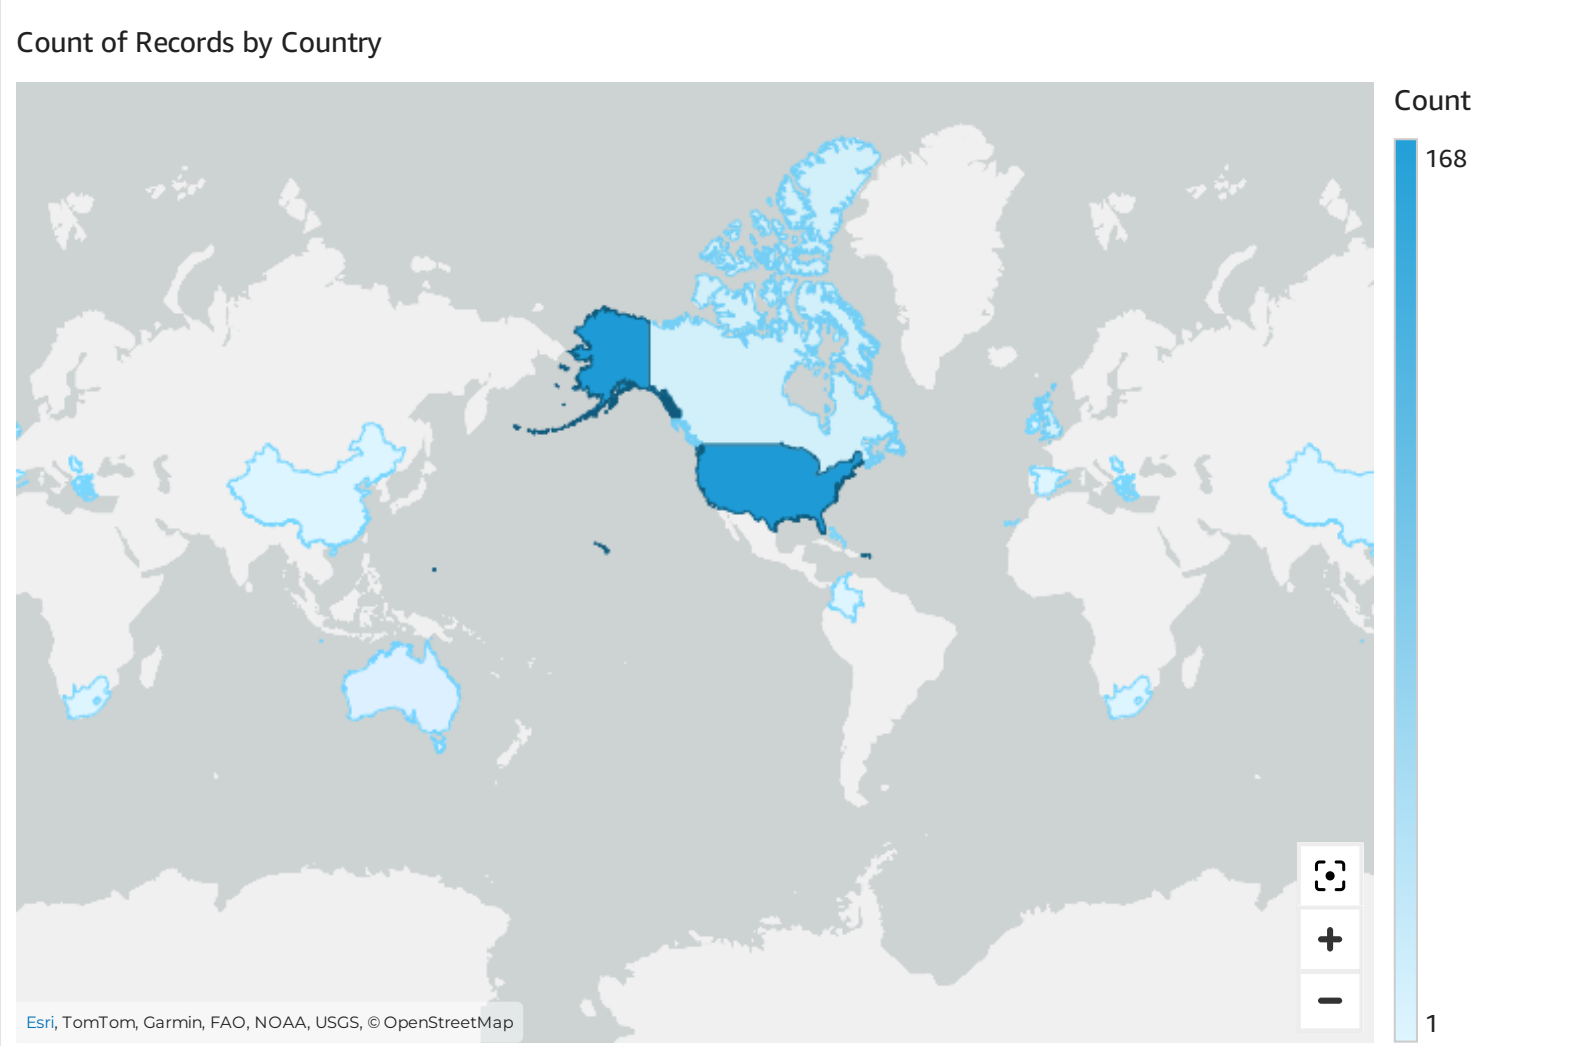 Count of Records by Country
Count
168
1
Esri, TomTom, Garmin, FAO, NOAA, USGS, © OpenStreetMap